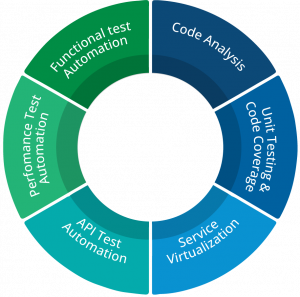 Code Analysis
Unit Testing &
Code Coverage
Service
Virtualization
API Test
Automation
Perfomance Test
Automation
Functional test
Automation